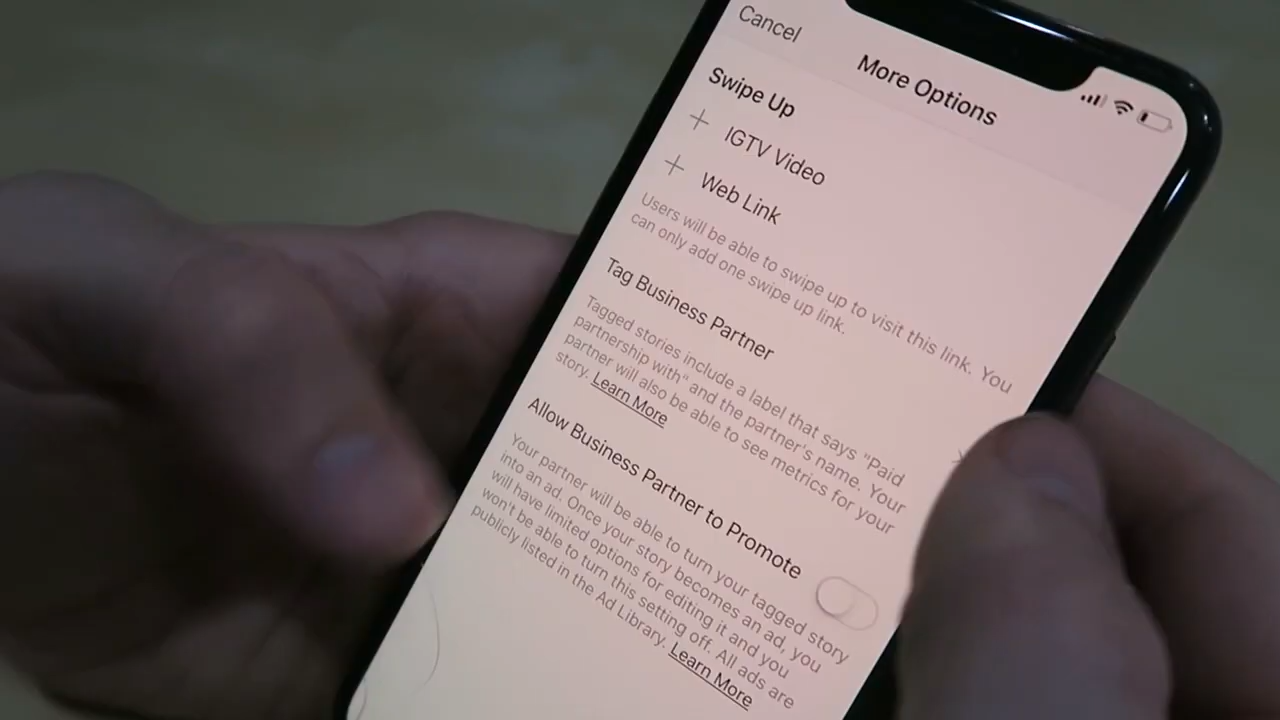 Cancel
More Options
Swipe Up
IGTV Video
Web Link
Users will be able to swipe up to visit this link. You
can only add one swipe up link.
Tag Business Partner
Tagged stories include a label that says "Paid
partnership with" and the partner's name. Your
partner will also be able to see metrics for your
story. Learn More
Allow Business Partner to Promote
Your partner will be able to turn your tagged story
into an ad. Once your story becomes an ad, you
will have limited options for editing it and you
won't be able to turn this setting off. All ads are
publicly listed in the Ad Library. Learn More